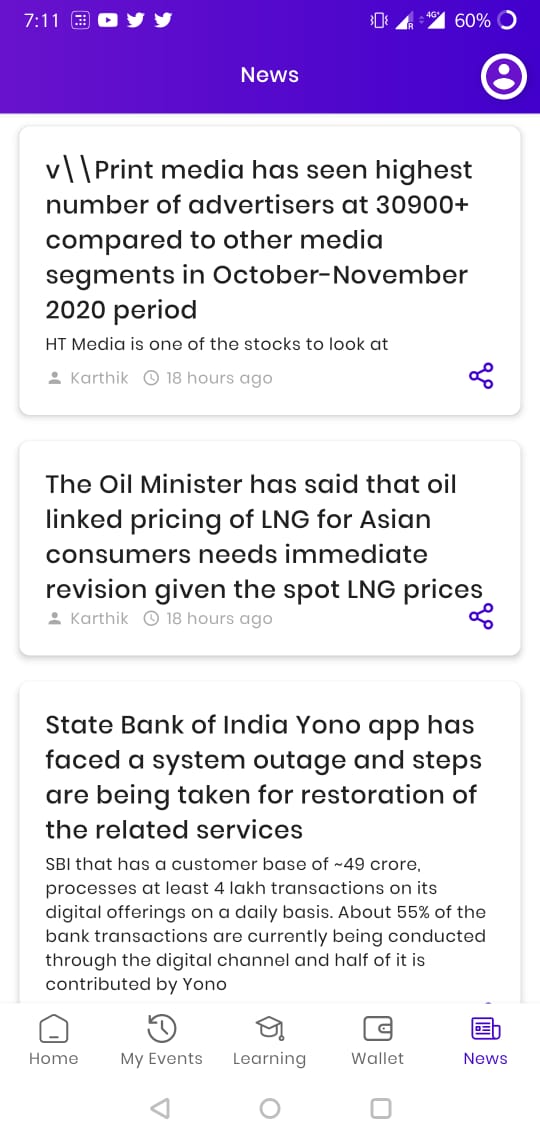 7:11
4G+
R
60%
News
v\\Print media has seen highest
number of advertisers at 30900+
compared to other media
segments in October-November
2020 period
HT Media is one of the stocks to look at
Karthik 18 hours ago
The Oil Minister has said that oil
linked pricing of LNG for Asian
consumers needs immediate
revision given the spot LNG prices
Karthik 18 hours ago
State Bank of India Yono app has
faced a system outage and steps
are being taken for restoration of
the related services
SBI that has a customer base of ~49 crore,
processes at least 4 lakh transactions on its
digital offerings on a daily basis. About 55% of the
bank transactions are currently being conducted
through the digital channel and half of it is
contributed by Yono
Home My Events Learning Wallet News